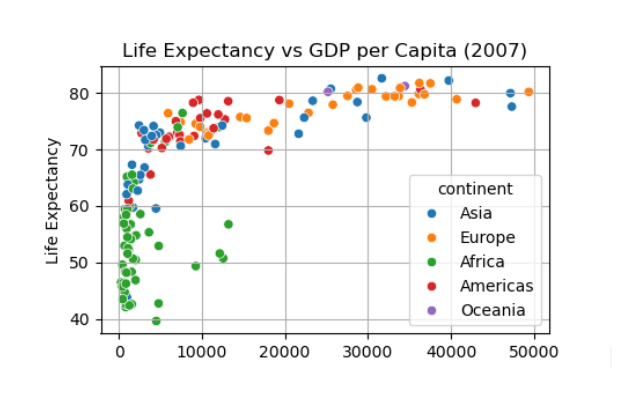 Life Expectancy vs GDP per Capita (2007)
80
70
60
50
40
Life Expectancy
continent
Asia
Europe
Africa
Americas
Oceania
0 10000 20000 30000 40000 50000